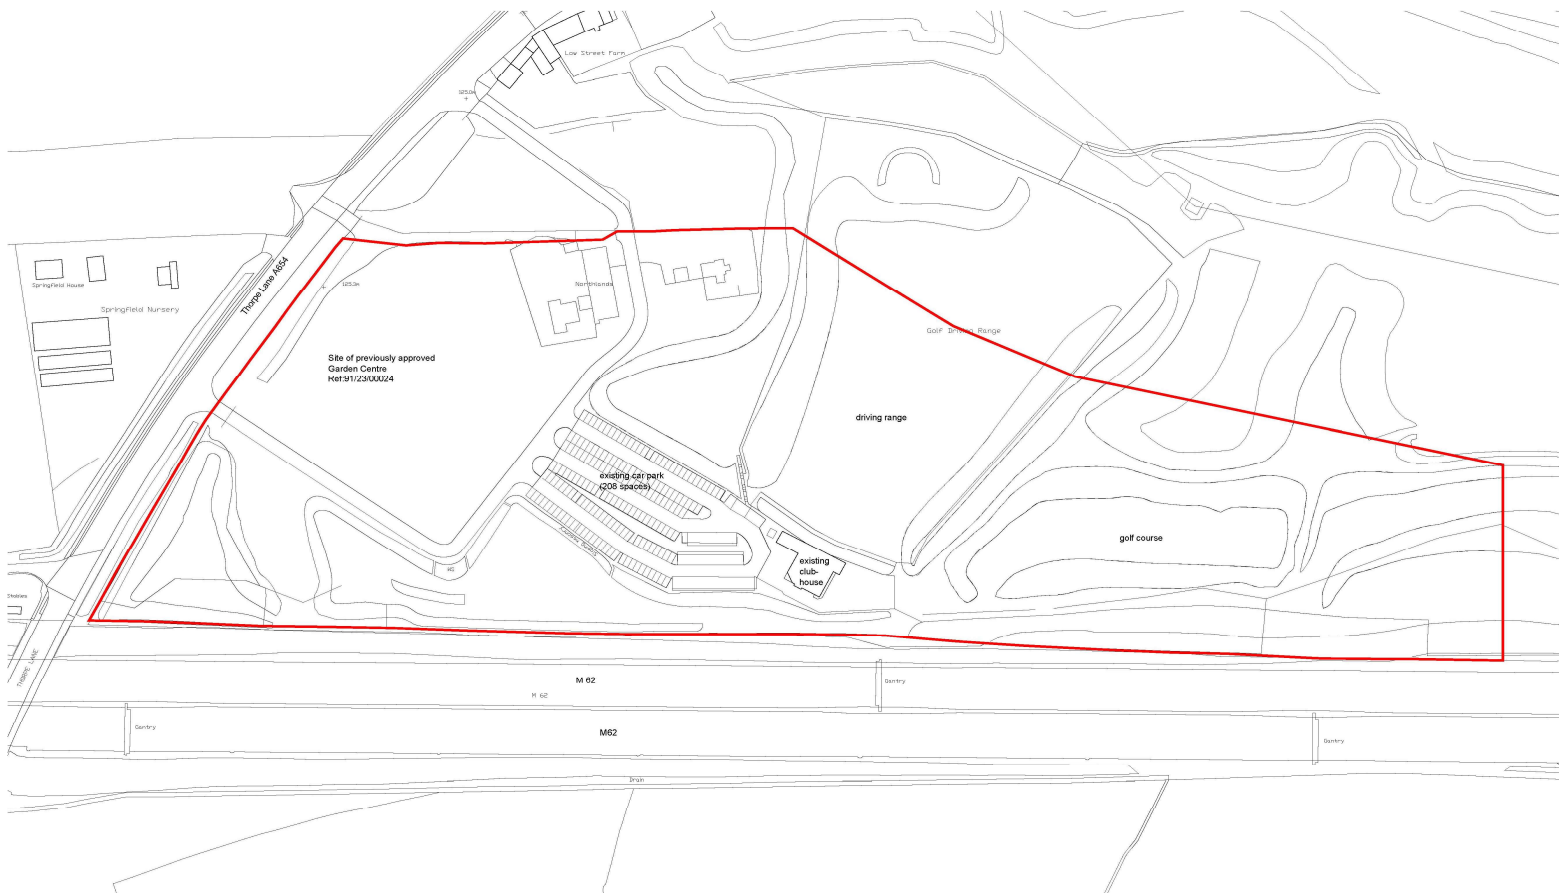 Low Street Farm
125.0m
Springfield House
Springfield Nursery
Thorpe Lane A654
125.3m
Northlands
Golf Driving Range
Site of previously approved
Garden Centre
Ref:91/23/00024
driving range
existing car park
(208 spaces)
golf course
existing
club-
house
Stables
THORPE LANE
M 62
M 62
Gantry
M62
Gantry
Gantry
Drain